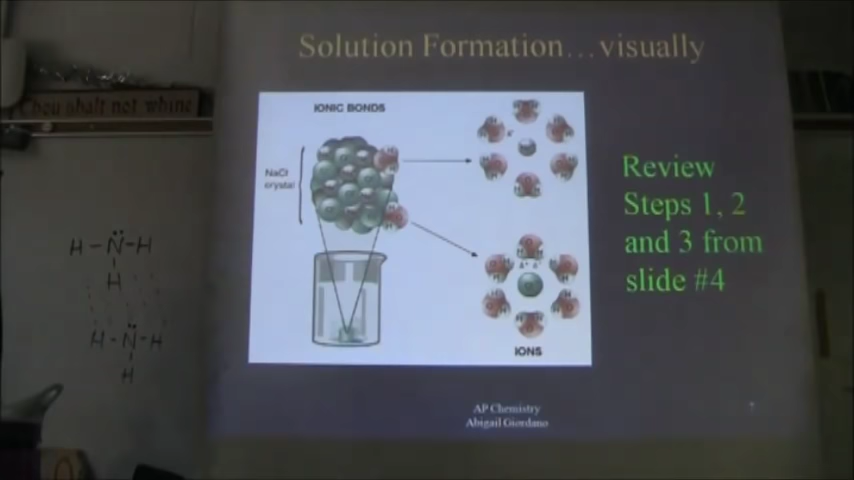 Solution Formation...visually
Thou shalt not whine
IONIC BONDS
NaCl
crystal
IONS
Review
Steps 1, 2
and 3 from
slide #4
H-N-H
H
H-N-H
H
AP Chemistry
Abigail Giordano